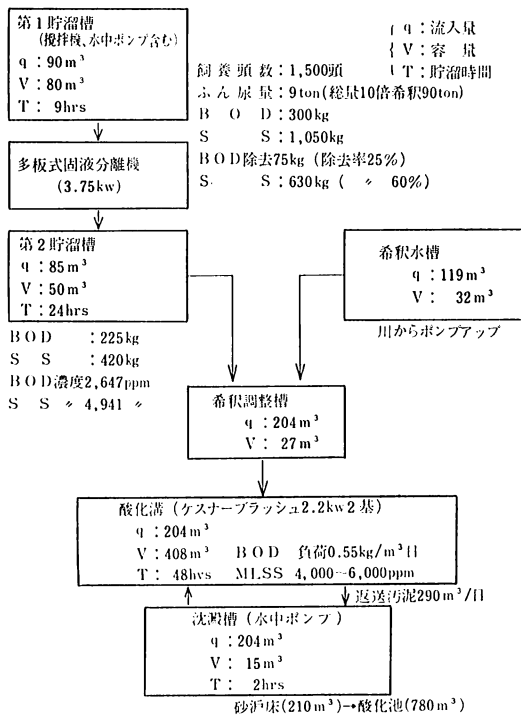 第1貯溜槽
(撹拌機、水中ポンプ含む)
q：90m³
V：80m³
T：9hrs
q：流入量
V：容　量
T：貯溜時間
飼養頭数：1,500頭
ふん尿量：9ton(総量10倍希釈90ton)
B O D：300kg
S S：1,050kg
BOD除去75kg (除去率25%)
S S：630kg ( 〃 60%)
多板式固液分離機
(3.75kw)
第2貯溜槽
q：85m³
V：50m³
T：24hrs
BOD：225kg
S S：420kg
BOD濃度2,647ppm
S S 〃 4,941 〃
希釈水槽
q：119m³
V：32m³
川からポンプアップ
希釈調整槽
q：204m³
V：27m³
酸化溝 (ケスナーブラッシュ2.2kw2基)
q：204m³
V：408m³ BOD 負荷0.55kg/m³日
T：48hrs MLSS 4,000～6,000ppm
返送汚泥290m³/日
沈澱槽 (水中ポンプ)
q：204m³
V：15m³
T：2hrs
砂沪床(210m³)→酸化池(780m³)